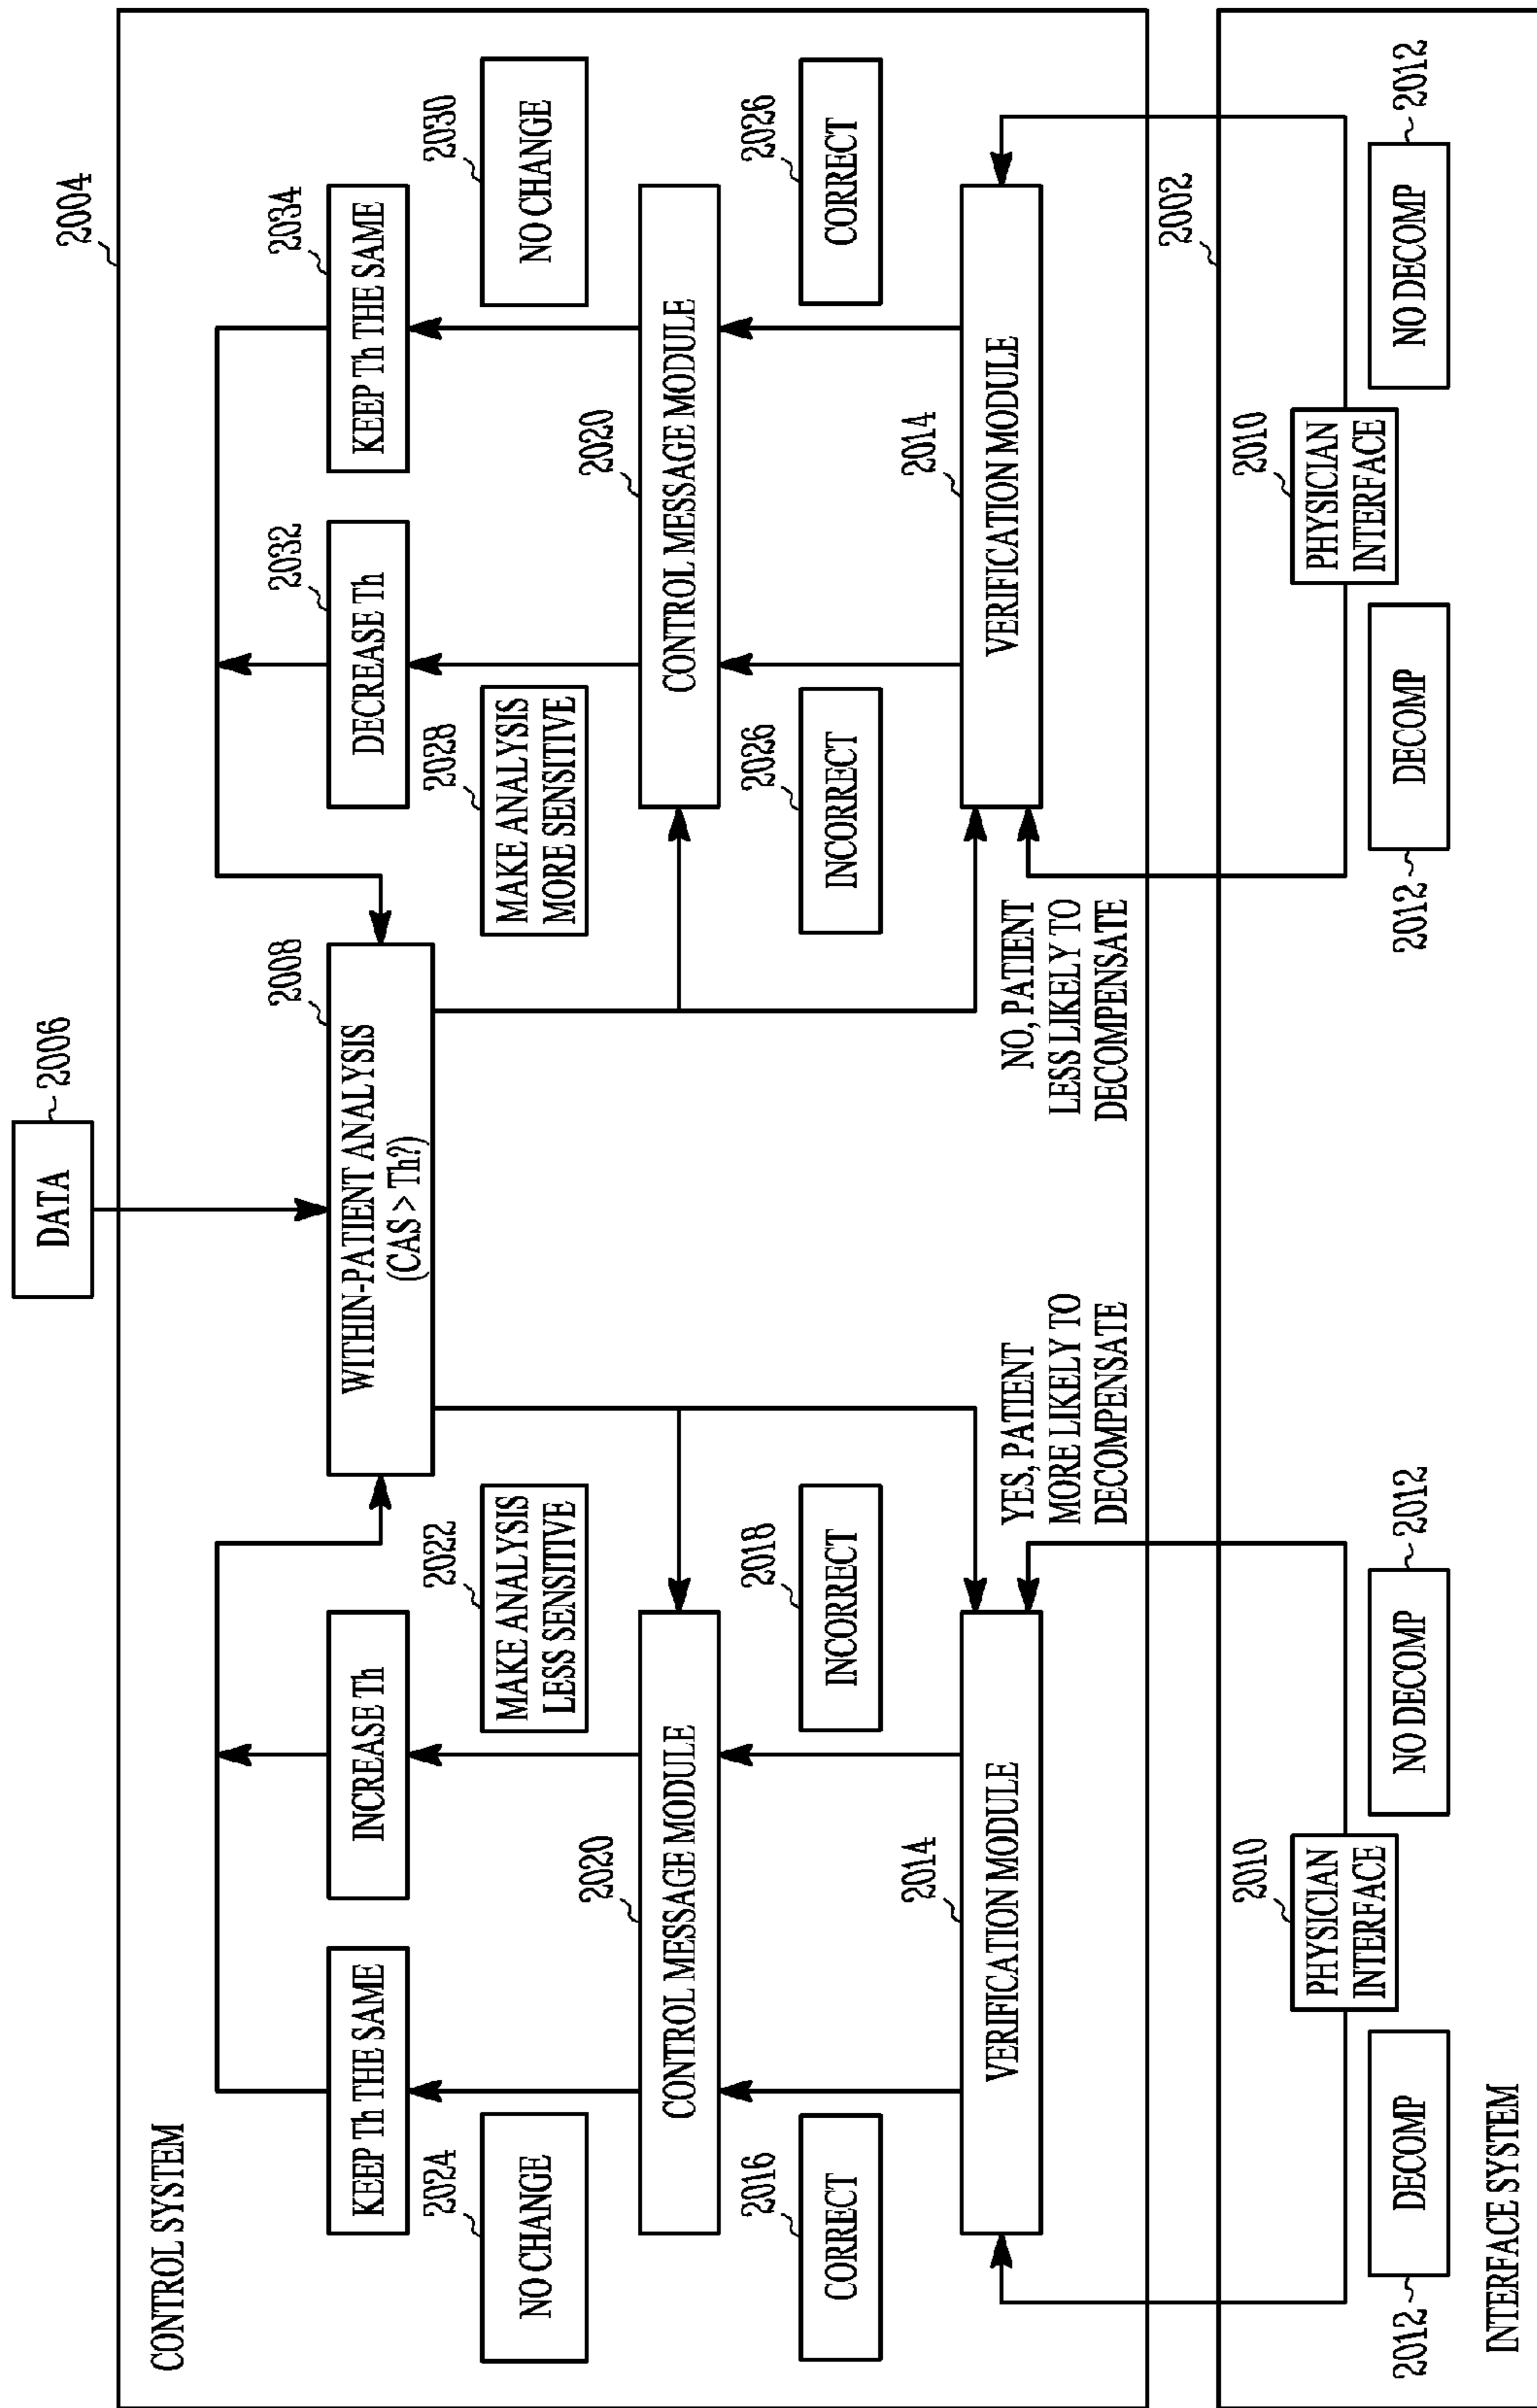 DATA
2006
2004
CONTROL SYSTEM
WITHIN-PATIENT ANALYSIS
(CAS > Th?)
2008
KEEP Th THE SAME
INCREASE Th
DECREASE Th
2032
KEEP Th THE SAME
2034
2024
NO CHANGE
2022
MAKE ANALYSIS
LESS SENSITIVE
2028
MAKE ANALYSIS
MORE SENSITIVE
2030
NO CHANGE
CONTROL MESSAGE MODULE
2020
CONTROL MESSAGE MODULE
2020
2016
CORRECT
2018
INCORRECT
2026
INCORRECT
2026
CORRECT
VERIFICATION MODULE
2014
VERIFICATION MODULE
2014
YES, PATIENT
MORE LIKELY TO
DECOMPENSATE
NO, PATIENT
LESS LIKELY TO
DECOMPENSATE
2002
2010
PHYSICIAN
INTERFACE
2010
PHYSICIAN
INTERFACE
2012
DECOMP
NO DECOMP
2012
2012
DECOMP
NO DECOMP
2012
INTERFACE SYSTEM